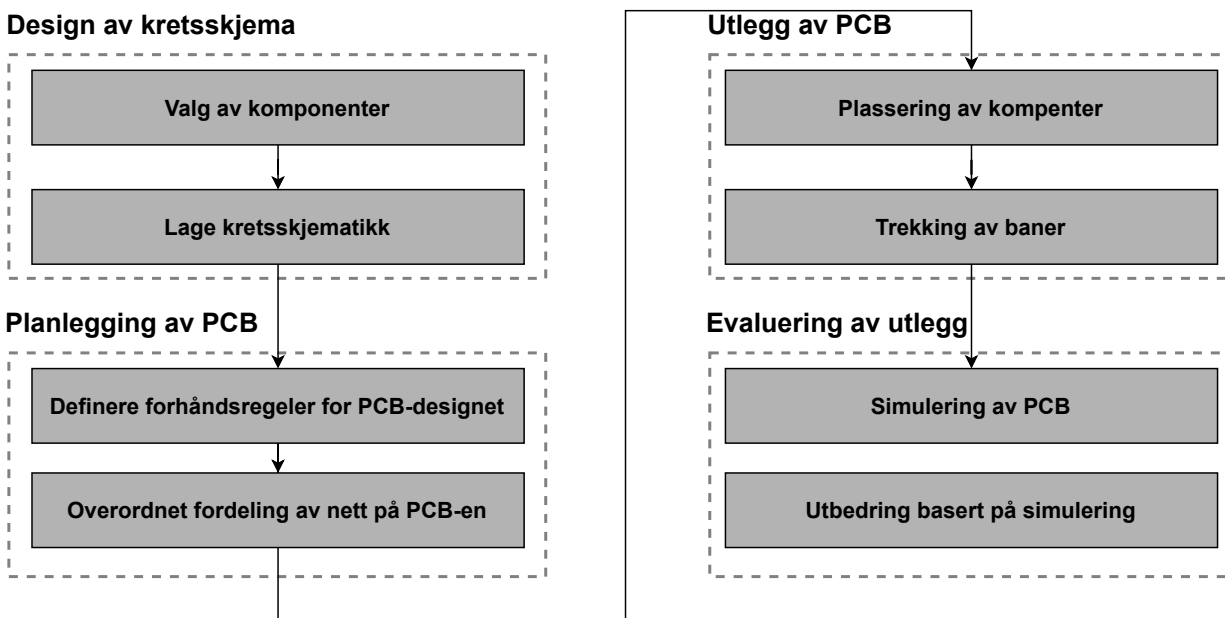 Design av kretsskjema
Valg av komponenter
Lage kretsskjematikk
Planlegging av PCB
Definere forhåndsregeler for PCB-designet
Overordnet fordeling av nett på PCB-en
Utlegg av PCB
Plassering av kompenter
Trekking av baner
Evaluering av utlegg
Simulering av PCB
Utbedring basert på simulering